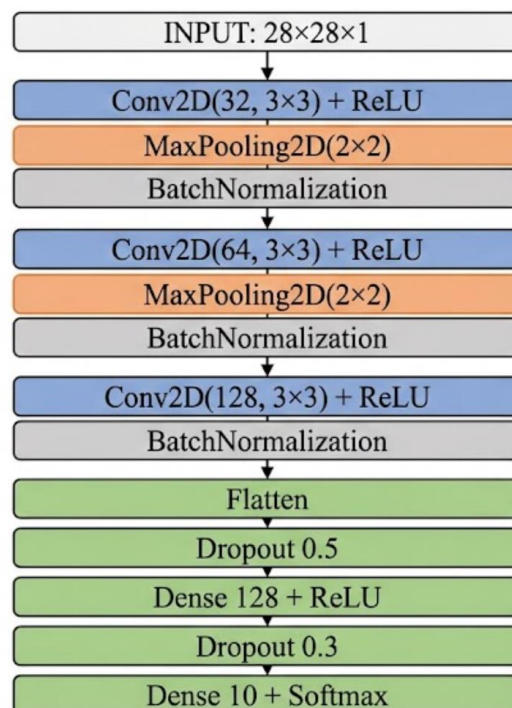 INPUT: 28×28×1
Conv2D(32, 3×3) + ReLU
MaxPooling2D(2×2)
BatchNormalization
Conv2D(64, 3×3) + ReLU
MaxPooling2D(2×2)
BatchNormalization
Conv2D(128, 3×3) + ReLU
BatchNormalization
Flatten
Dropout 0.5
Dense 128 + ReLU
Dropout 0.3
Dense 10 + Softmax